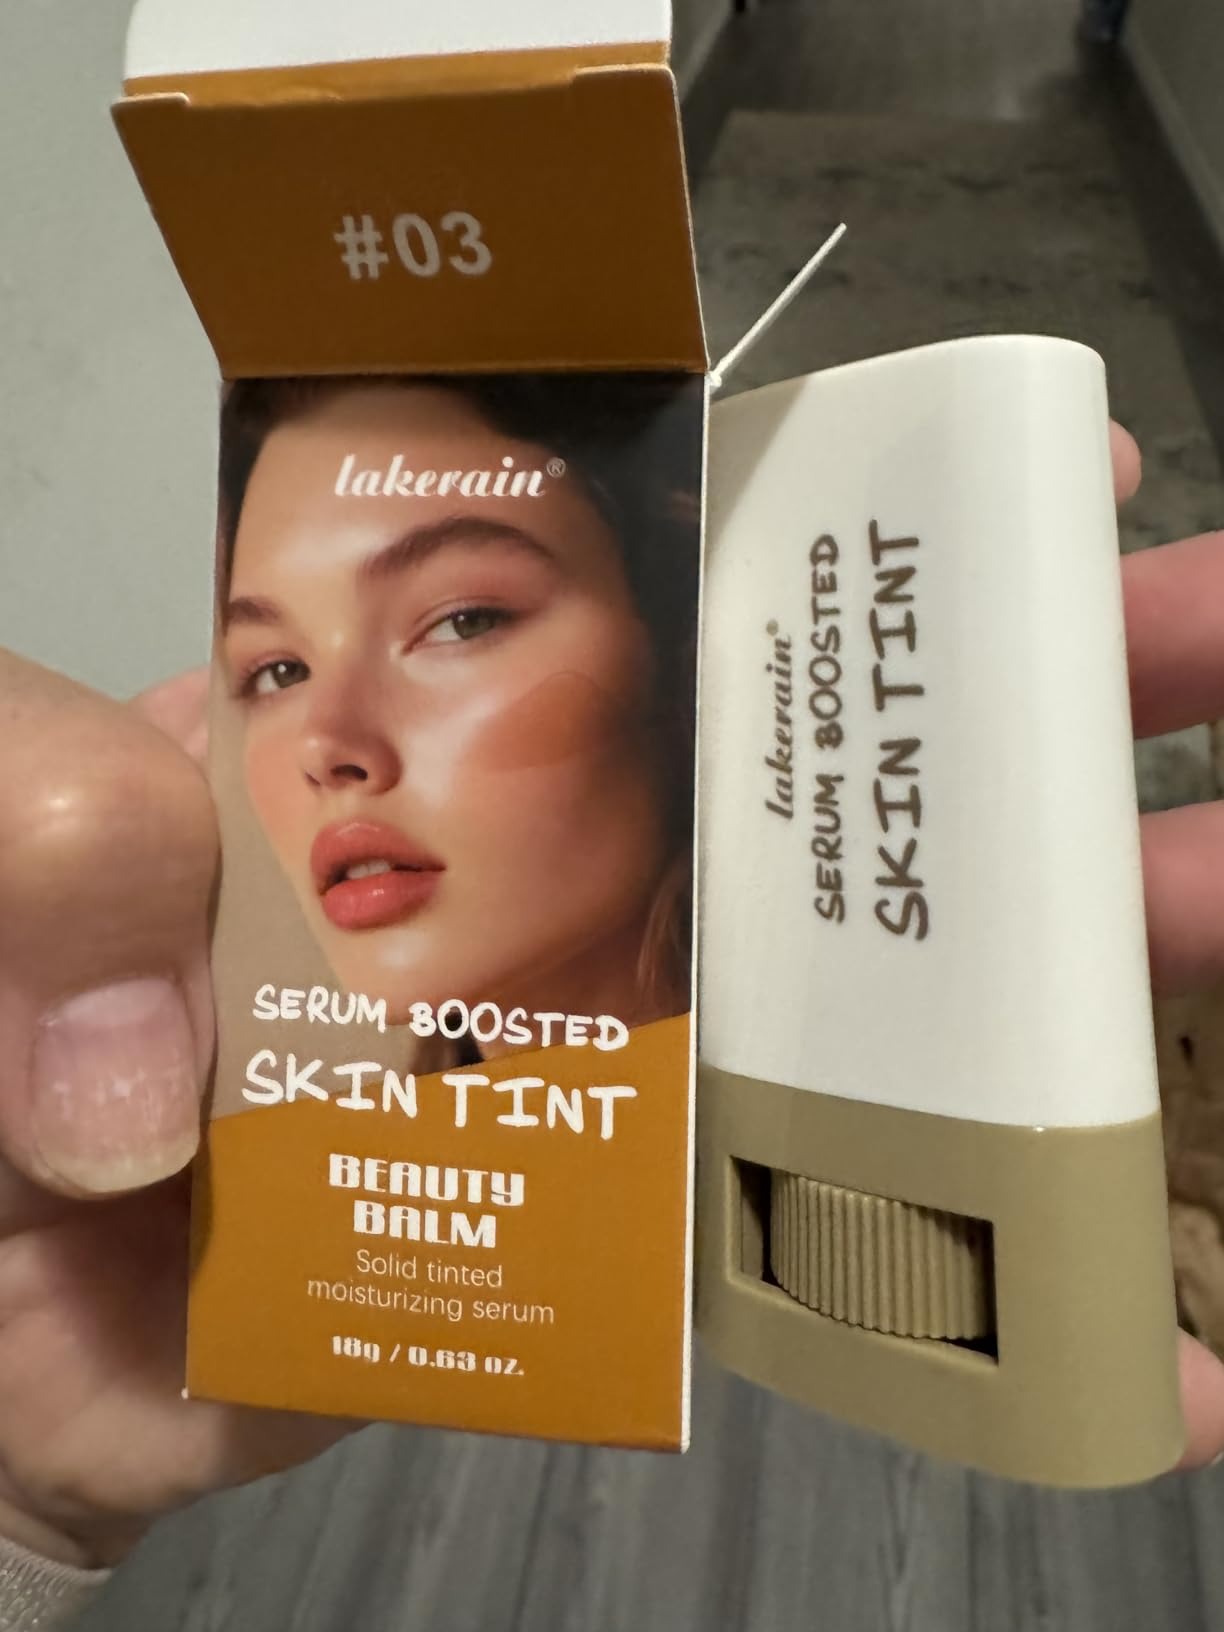 #03
lakerain®
SERUM BOOSTED
SKIN TINT
BEAUTY
BALM
Solid tinted
moisturizing serum
18g / 0.63 oz.
lakerain®
SERUM BOOSTED
SKIN TINT